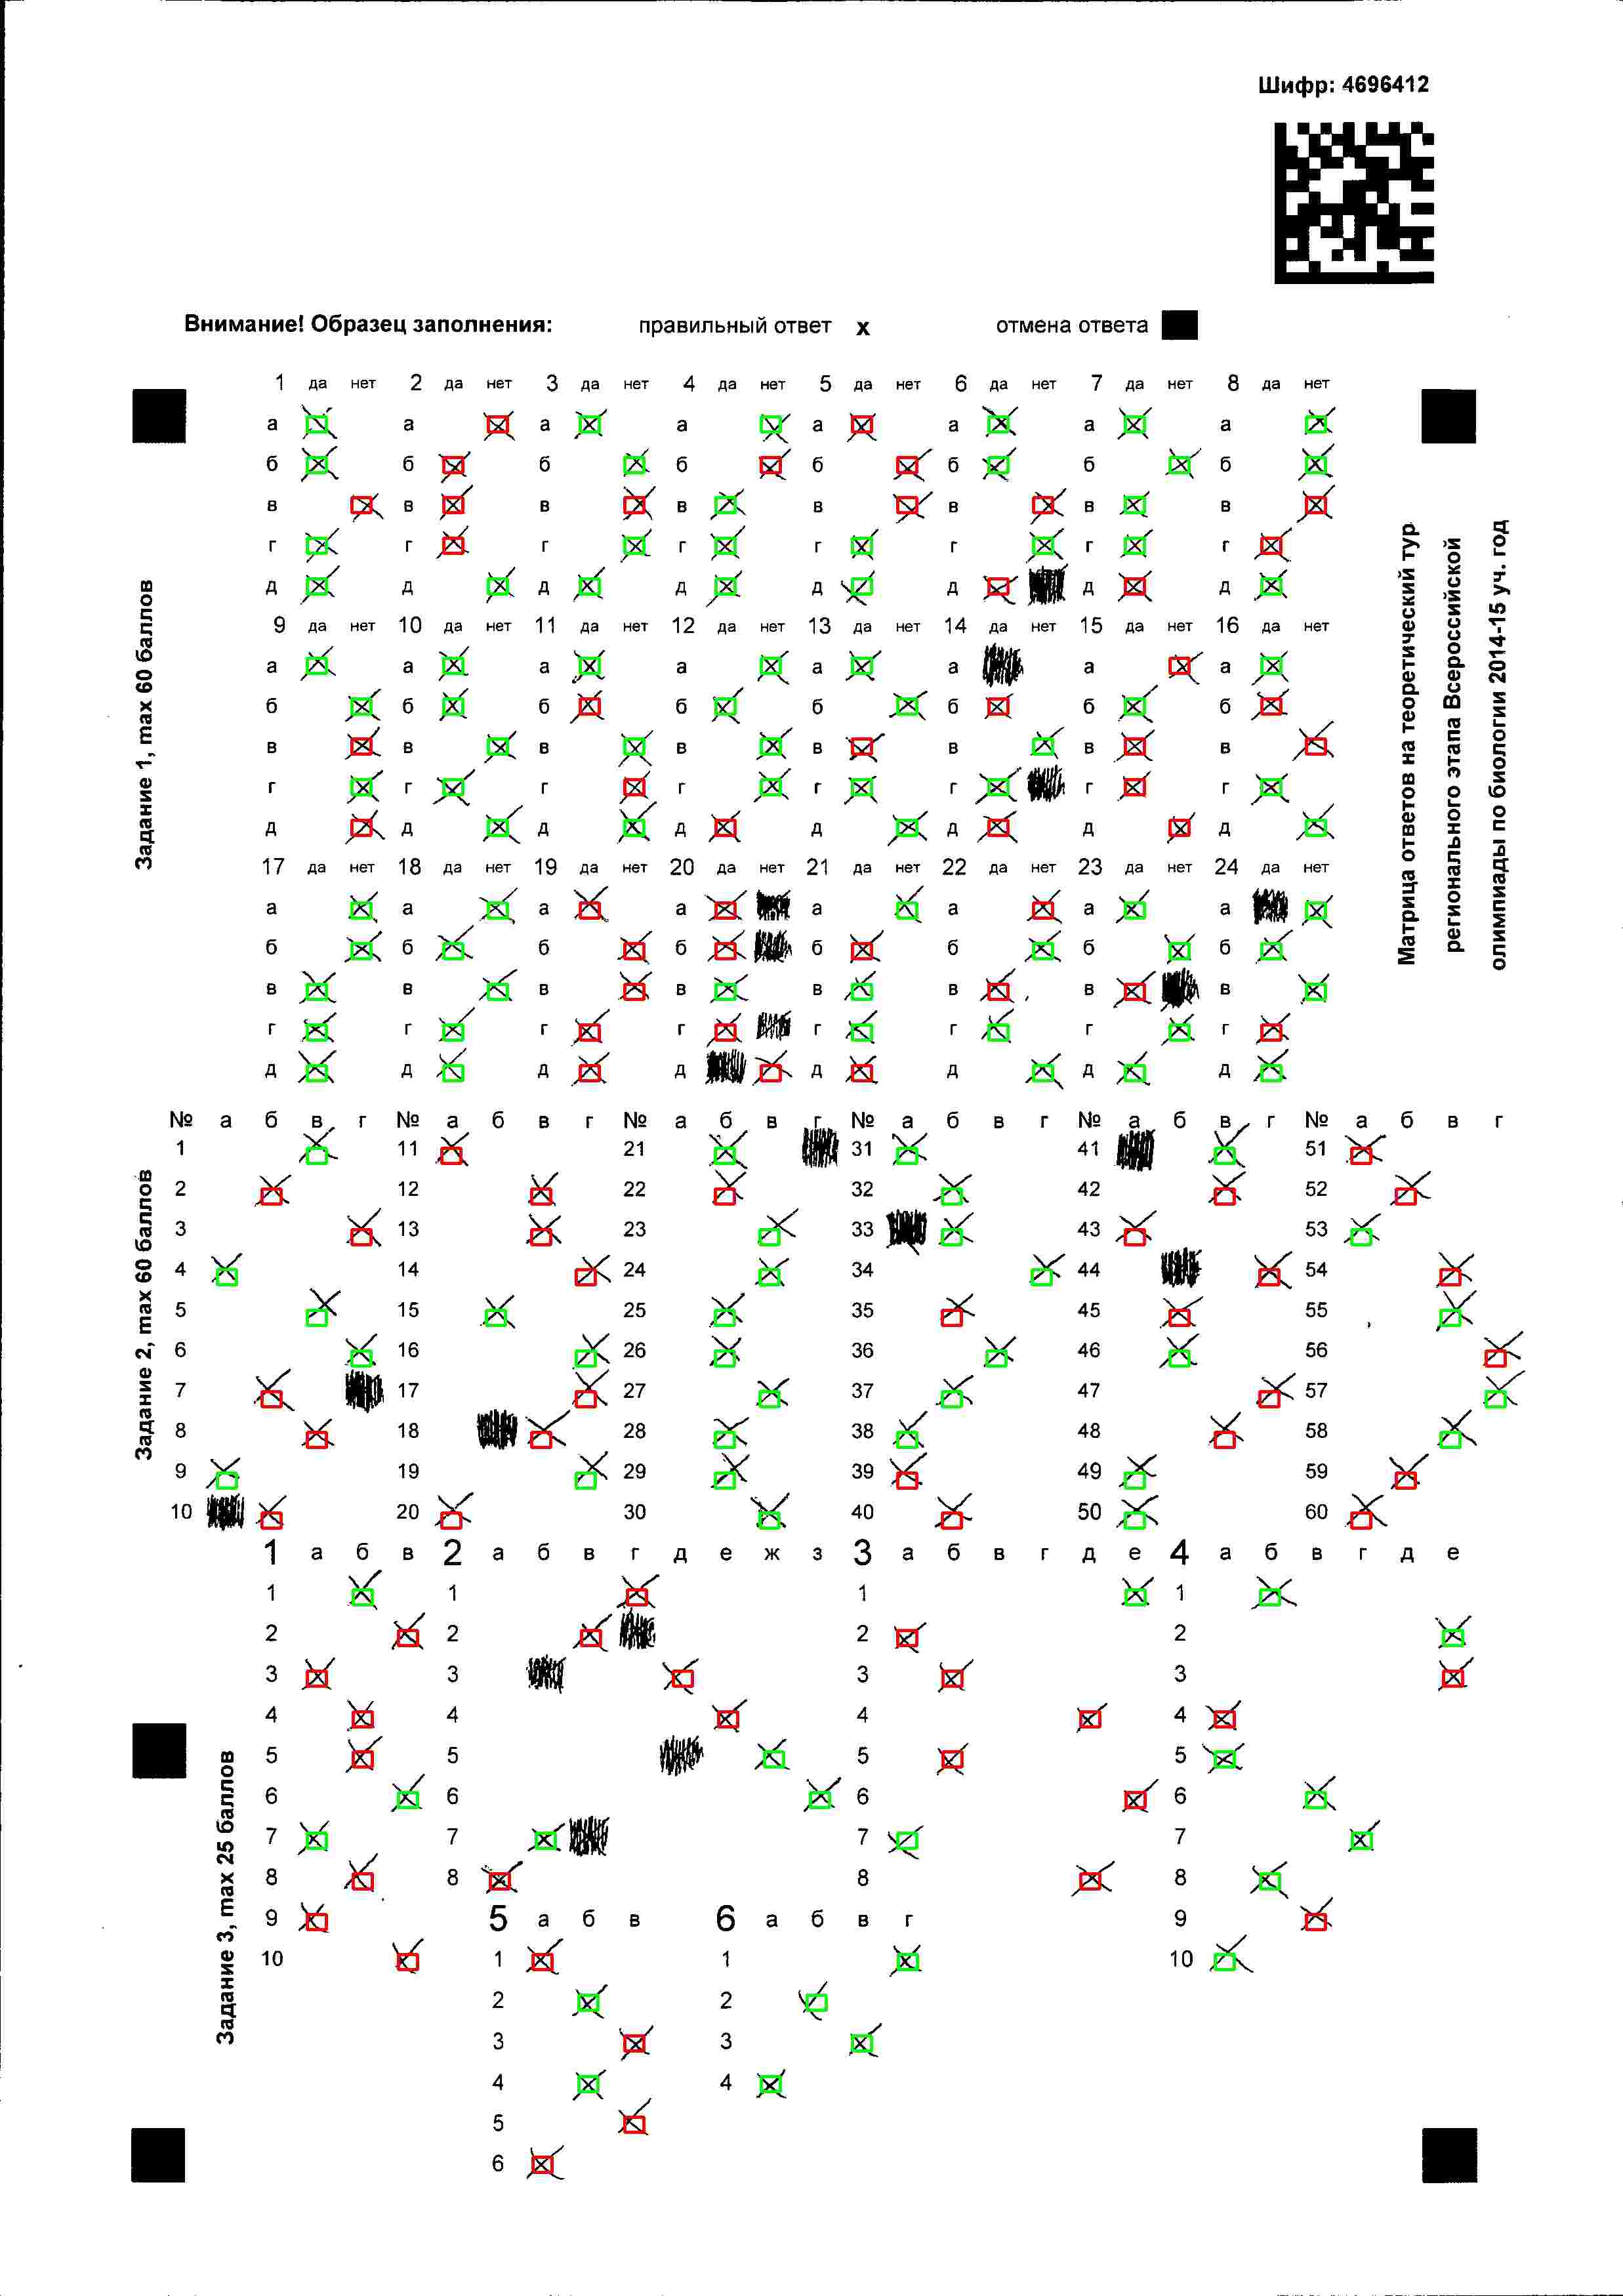 Шифр: 4696412
Внимание! Образец заполнения: правильный ответ x отмена ответа
1 да нет 2 да нет 3 да нет 4 да нет 5 да нет 6 да нет 7 да нет 8 да нет
а а а а а а а а
б б б б б б б б
в в в в в в в в
г г г г г г г г
д д д д д д д д
9 да нет 10 да нет 11 да нет 12 да нет 13 да нет 14 да нет 15 да нет 16 да нет
а а а а а а а а
б б б б б б б б
в в в в в в в в
г г г г г г г г
д д д д д д д д
17 да нет 18 да нет 19 да нет 20 да нет 21 да нет 22 да нет 23 да нет 24 да нет
а а а а а а а а
б б б б б б б б
в в в в в в в в
г г г г г г г г
д д д д д д д д
Задание 1, max 60 баллов
Матрица ответов на теоретический тур
регионального этапа Всероссийской
олимпиады по биологии 2014-15 уч. год
№ а б в г № а б в г № а б в г № а б в г № а б в г № а б в г
1 11 21 31 41 51
2 12 22 32 42 52
3 13 23 33 43 53
4 14 24 34 44 54
5 15 25 35 45 55
6 16 26 36 46 56
7 17 27 37 47 57
8 18 28 38 48 58
9 19 29 39 49 59
10 20 30 40 50 60
Задание 2, max 60 баллов
1 а б в 2 а б в г д е ж з 3 а б в г д е 4 а б в г д е
1 1 1 1
2 2 2 2
3 3 3 3
4 4 4 4
5 5 5 5
6 6 6 6
7 7 7 7
8 8 8 8
9 5 а б в 6 а б в г 9
10 1 1 10
2 2
3 3
4 4
5
6
Задание 3, max 25 баллов